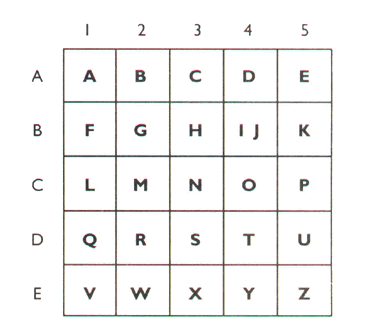 1 2 3 4 5
A A B C D E
B F G H I J K
C L M N O P
D Q R S T U
E V W X Y Z